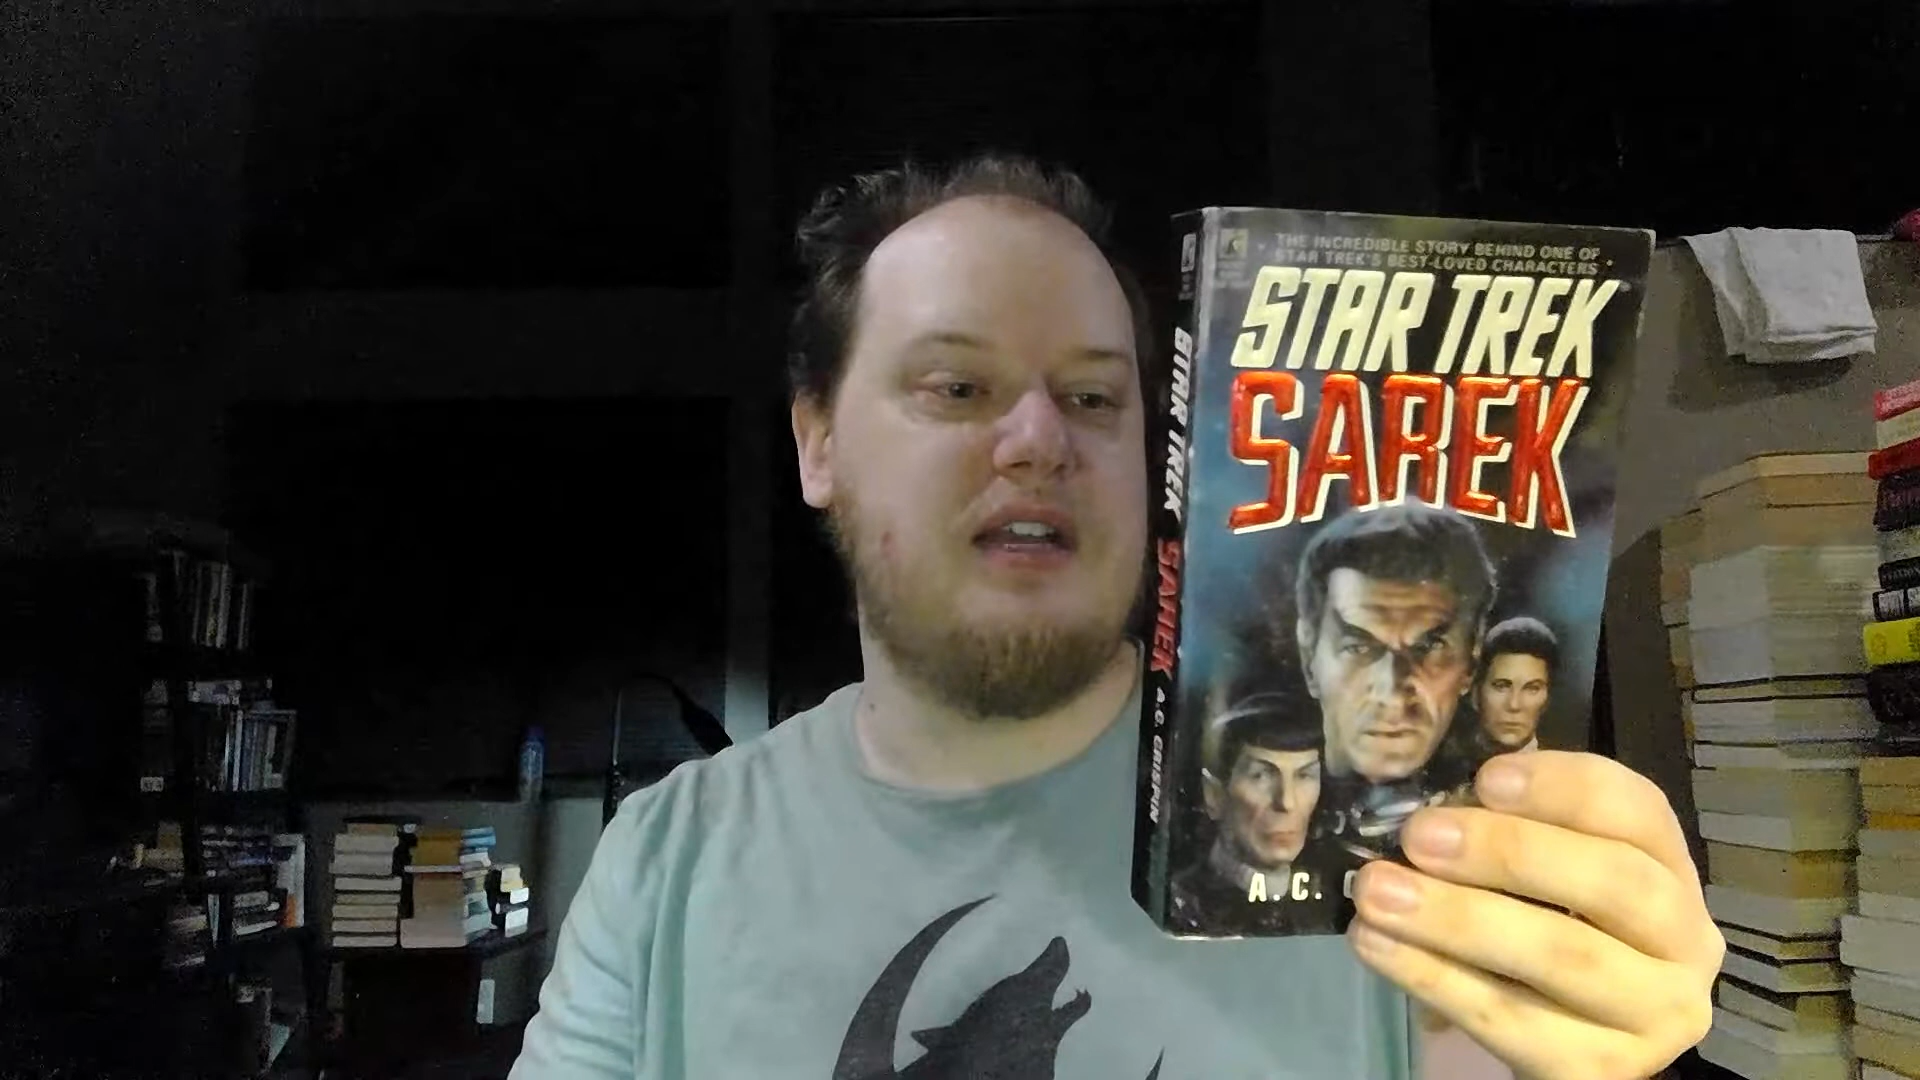 THE INCREDIBLE STORY BEHIND ONE OF
STAR TREK'S BEST-LOVED CHARACTERS
STAR TREK
SAREK
A.C.
STAR TREK SAREK A.C. CRISPIN